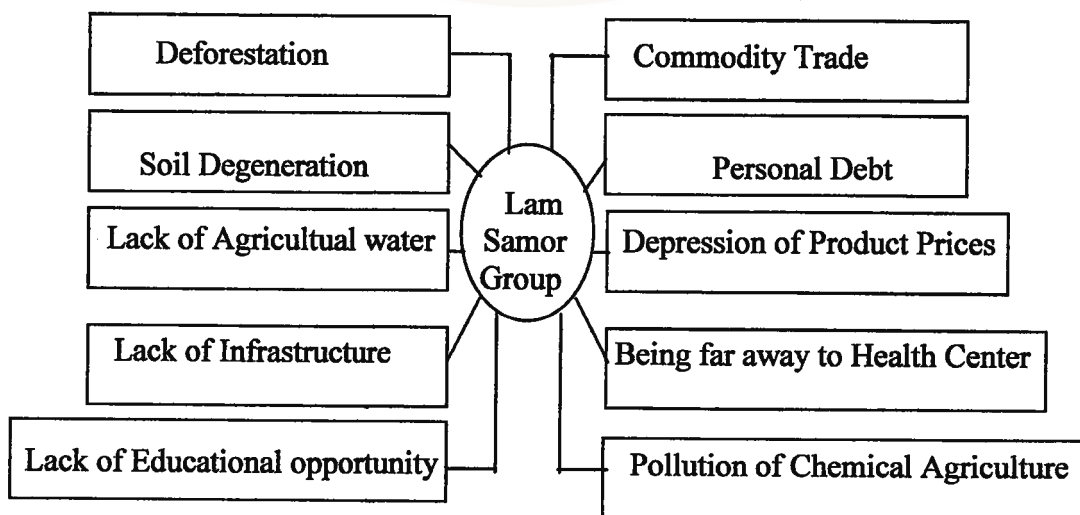 Deforestation
Commodity Trade
Soil Degeneration
Personal Debt
Lam
Samor
Group
Lack of Agricultual water
Depression of Product Prices
Lack of Infrastructure
Being far away to Health Center
Lack of Educational opportunity
Pollution of Chemical Agriculture